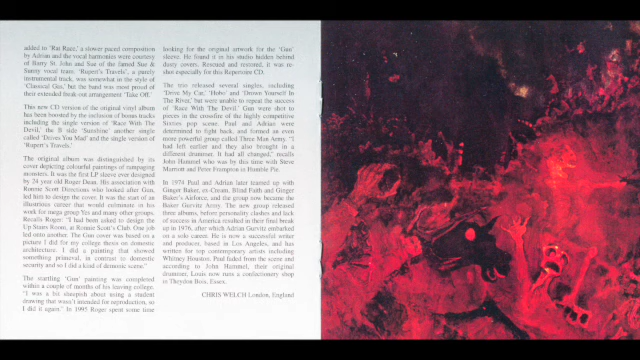 added to 'Rat Race,' a slower paced composition
by Adrian and the vocal harmonies were courtesy
of Barry St. John and Sue of the famed Sue &
Sunny vocal team. 'Rupert's Travels', a purely
instrumental track, was somewhat in the style of
'Classical Gas,' but the band was most proud of
their extended freak-out arrangement 'Take Off.'
This new CD version of the original vinyl album
has been boosted by the inclusion of bonus tracks
including the single version of 'Race With The
Devil,' the B side 'Sunshine' another single
called 'Drives You Mad' and the single version of
'Rupert's Travels.'
The original album was distinguished by its
cover depicting colourful paintings of rampaging
monsters. It was the first LP sleeve ever designed
by 24 year old Roger Dean. His association with
Ronnie Scott Directions who looked after Gun,
led him to design the cover. It was the start of an
illustrious career that would culminate in his
work for mega group Yes and many other groups.
Recalls Roger: "I had been asked to design the
Up Stairs Room, at Ronnie Scott's Club. One job
led onto another. The Gun cover was based on a
picture I did for my college thesis on domestic
architecture. I did a painting that showed
something primeval, in contrast to domestic
security and so I did a kind of demonic scene."
The startling 'Gun' painting was completed
within a couple of months of his leaving college.
"I was a bit sheepish about using a student
drawing that wasn't intended for reproduction, so
I did it again." In 1995 Roger spent some time
looking for the original artwork for the 'Gun'
sleeve. He found it in his studio hidden behind
dusty covers. Rescued and restored, it was re-
shot especially for this Repertoire CD.
The trio released several singles, including
'Drive My Car,' 'Hobo' and 'Drown Yourself In
The River,' but were unable to repeat the success
of 'Race With The Devil.' Gun were shot to
pieces in the crossfire of the highly competitive
Sixties pop scene. Paul and Adrian were
determined to fight back, and formed an even
more powerful group called Three Man Army. "I
had left earlier and they also brought in a
different drummer. It had all changed," recalls
John Hammel who was by this time with Steve
Marriott and Peter Frampton in Humble Pie.
In 1974 Paul and Adrian later teamed up with
Ginger Baker, ex-Cream, Blind Faith and Ginger
Baker's Airforce, and the group now became the
Baker Gurvitz Army. The new group released
three albums, before personality clashes and lack
of success in America resulted in their final break
up in 1976, after which Adrian Gurvitz embarked
on a solo career. He is now a successful writer
and producer, based in Los Angeles, and has
written for top contemporary artists including
Whitney Houston. Paul faded from the scene and
according to John Hammel, their original
drummer, Louis now runs a confectionery shop
in Theydon Bois, Essex.
CHRIS WELCH London, England